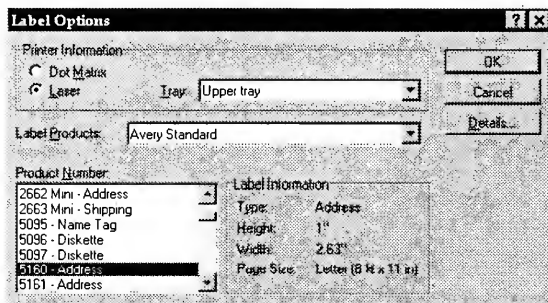 Label Options
Printer Information
Dot Matrix
Laser
Tray:
Upper tray
OK
Cancel
Details...
Label Products:
Avery Standard
Product Number:
2662 Mini - Address
2663 Mini - Shipping
5095 - Name Tag
5096 - Diskette
5097 - Diskette
5160 - Address
5161 - Address
Label Information
Type: Address
Height: 1"
Width: 2.63"
Page Size: Letter (8 ½ x 11 in)